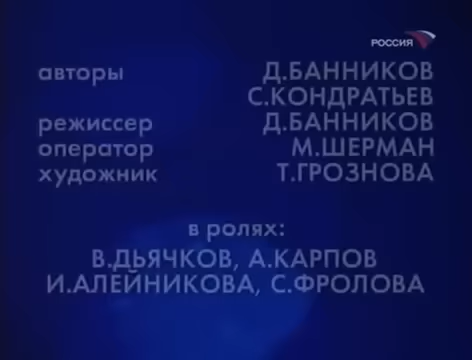 РОССИЯ
авторы Д.БАННИКОВ
С.КОНДРАТЬЕВ
режиссер Д.БАННИКОВ
оператор М.ШЕРМАН
художник Т.ГРОЗНОВА
в ролях:
В.ДЬЯЧКОВ, А.КАРПОВ
И.АЛЕЙНИКОВА, С.ФРОЛОВА